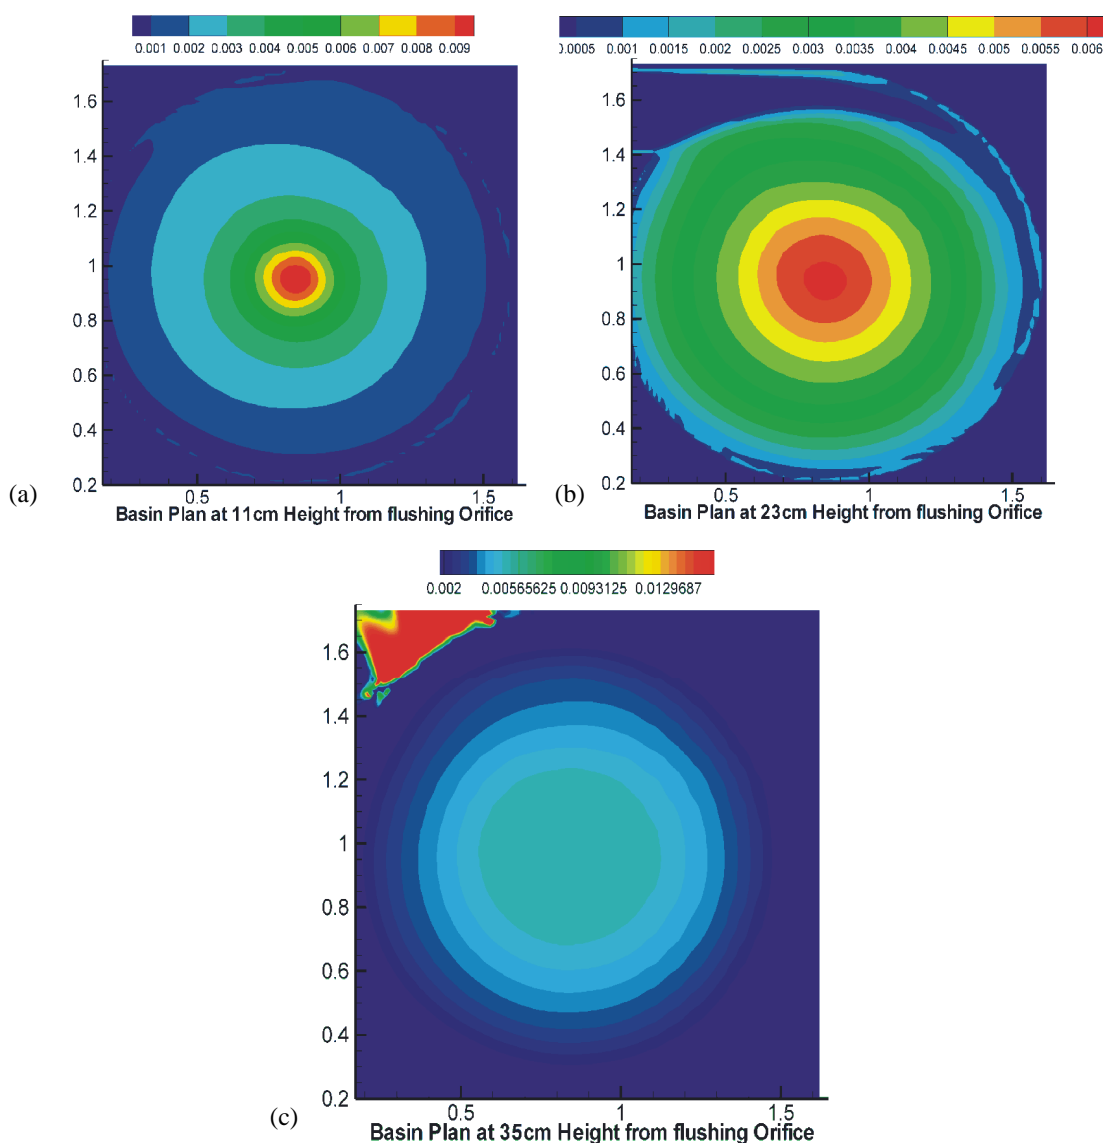 0.001 0.002 0.003 0.004 0.005 0.006 0.007 0.008 0.009
1.6
1.4
1.2
1
0.8
0.6
0.4
0.2
0.5 1 1.5
(a)
Basin Plan at 11cm Height from flushing Orifice
0.0005 0.001 0.0015 0.002 0.0025 0.003 0.0035 0.004 0.0045 0.005 0.0055 0.006
1.6
1.4
1.2
1
0.8
0.6
0.4
0.2
0.5 1 1.5
(b)
Basin Plan at 23cm Height from flushing Orifice
0.002 0.00565625 0.0093125 0.0129687
1.6
1.4
1.2
1
0.8
0.6
0.4
0.2
0.5 1 1.5
(c)
Basin Plan at 35cm Height from flushing Orifice